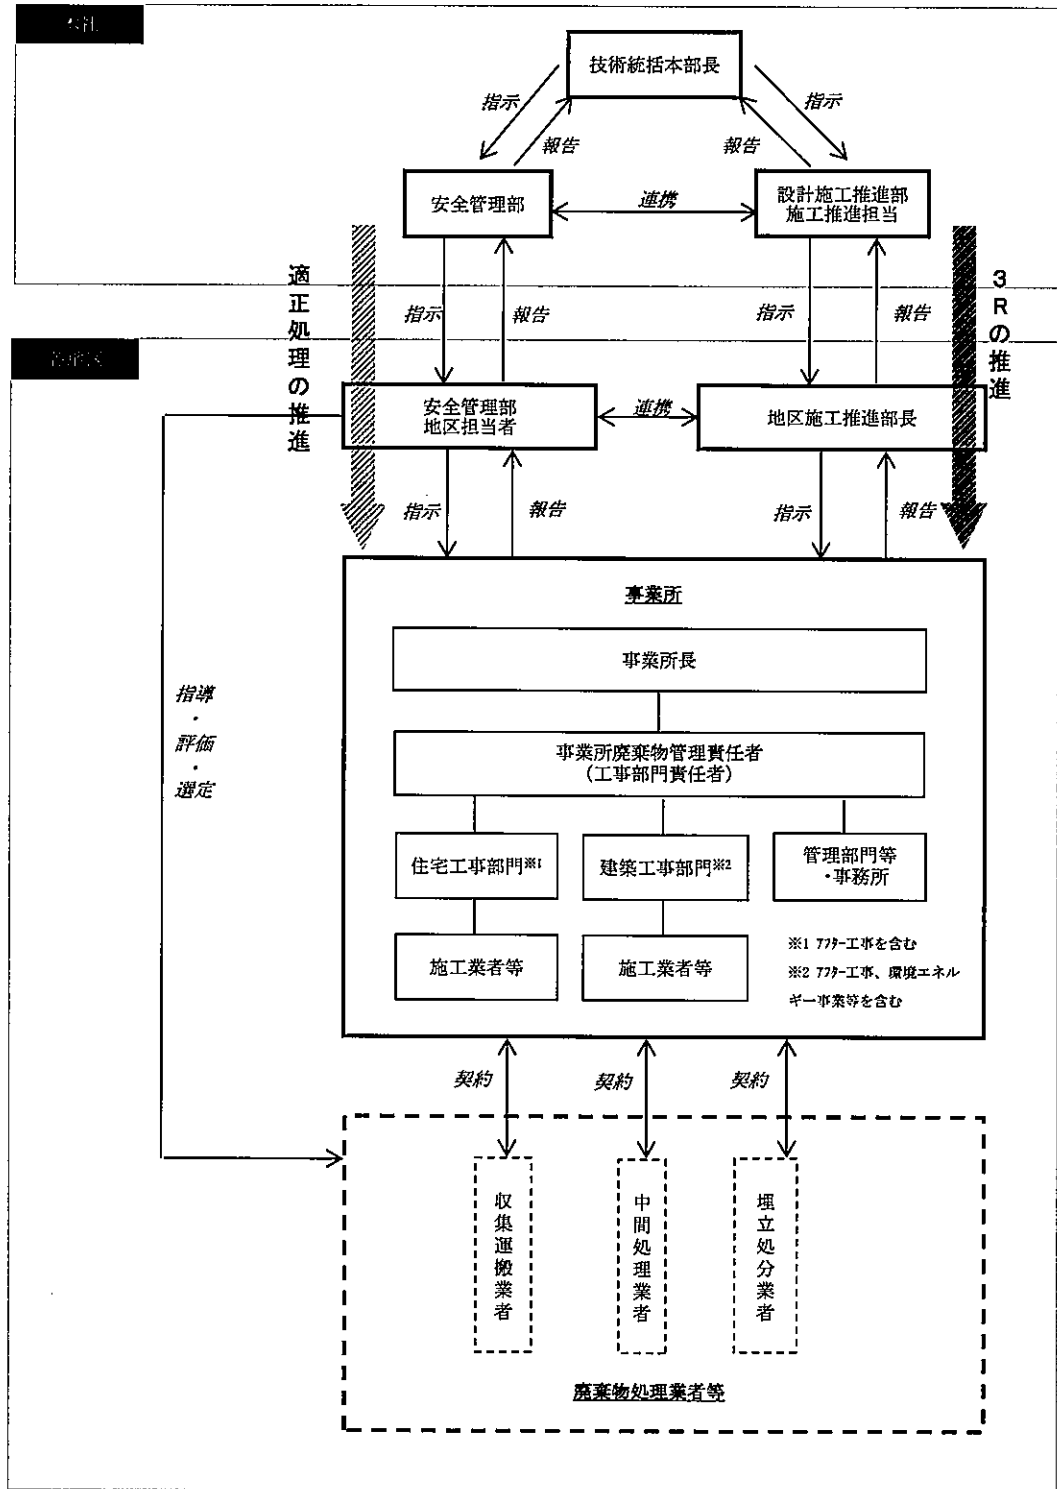 本社
技術統括本部長
指示
報告
指示
報告
安全管理部
連携
設計施工推進部
施工推進担当
適正処理の推進
3Rの推進
指示
報告
指示
報告
安全管理部
地区担当者
連携
地区施工推進部長
指示
報告
指示
報告
事業所
事業所長
指導・評価・選定
事業所廃棄物管理責任者
(工事部門責任者)
住宅工事部門※1
建築工事部門※2
管理部門等
・事務所
施工業者等
施工業者等
※1 ｱﾌﾀｰ工事を含む
※2 ｱﾌﾀｰ工事、環境エネル
ギー事業等を含む
契約
契約
契約
収集運搬業者
中間処理業者
埋立処分業者
廃棄物処理業者等